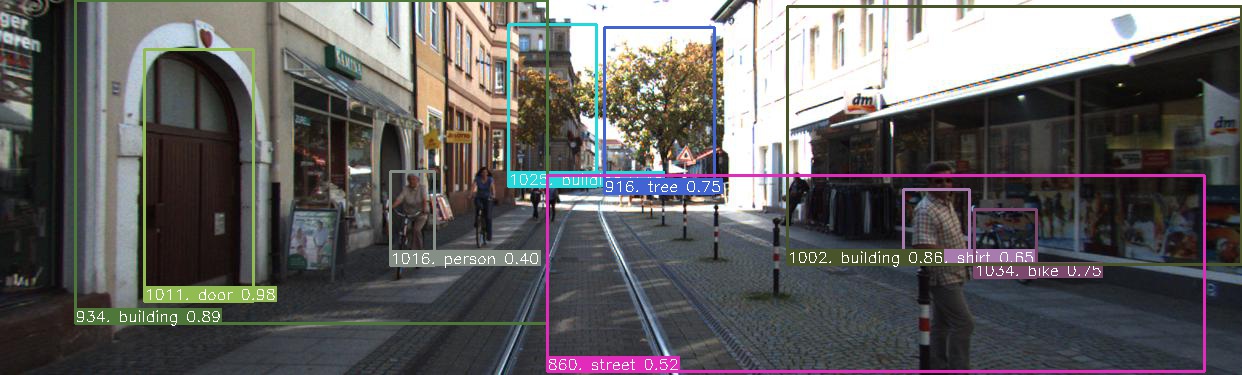 ger
aren
KAMINA
dm
dm
1025. build
916. tree 0.75
1016. person 0.40
1002. building 0.86. shirt 0.65
1034. bike 0.75
1011. door 0.98
934. building 0.89
860. street 0.52